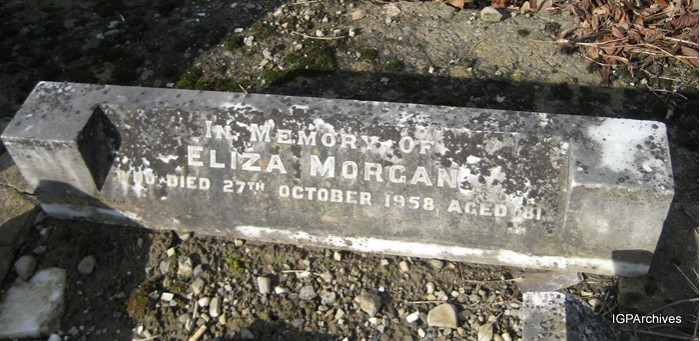 In Memory of
Eliza Morgan
who died 27th October 1958, aged 81
IGPArchives